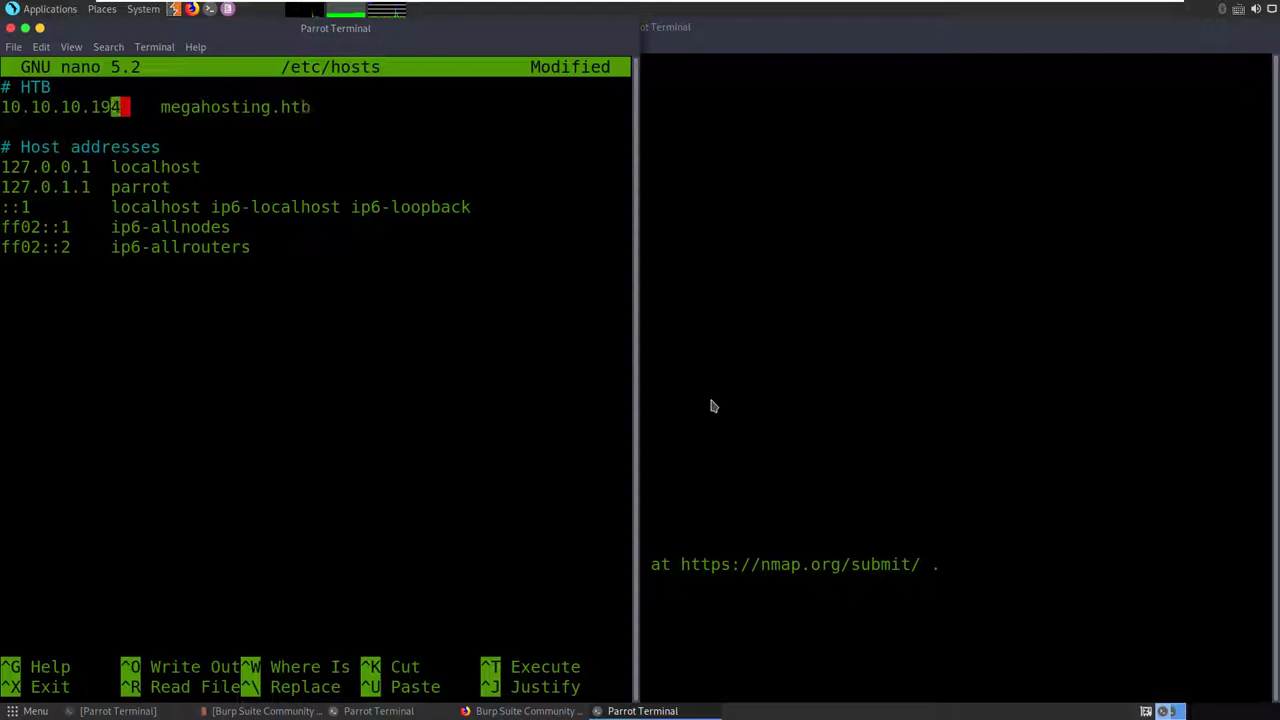 Applications Places System
Parrot Terminal
ot Terminal
File Edit View Search Terminal Help
GNU nano 5.2 /etc/hosts Modified
# HTB
10.10.10.194 megahosting.htb
# Host addresses
127.0.0.1 localhost
127.0.1.1 parrot
::1 localhost ip6-localhost ip6-loopback
ff02::1 ip6-allnodes
ff02::2 ip6-allrouters
at https://nmap.org/submit/ .
^G Help ^O Write Out ^W Where Is ^K Cut ^T Execute
^X Exit ^R Read File ^\ Replace ^U Paste ^J Justify
Menu [Parrot Terminal] [Burp Suite Community ... Parrot Terminal Burp Suite Community ... Parrot Terminal